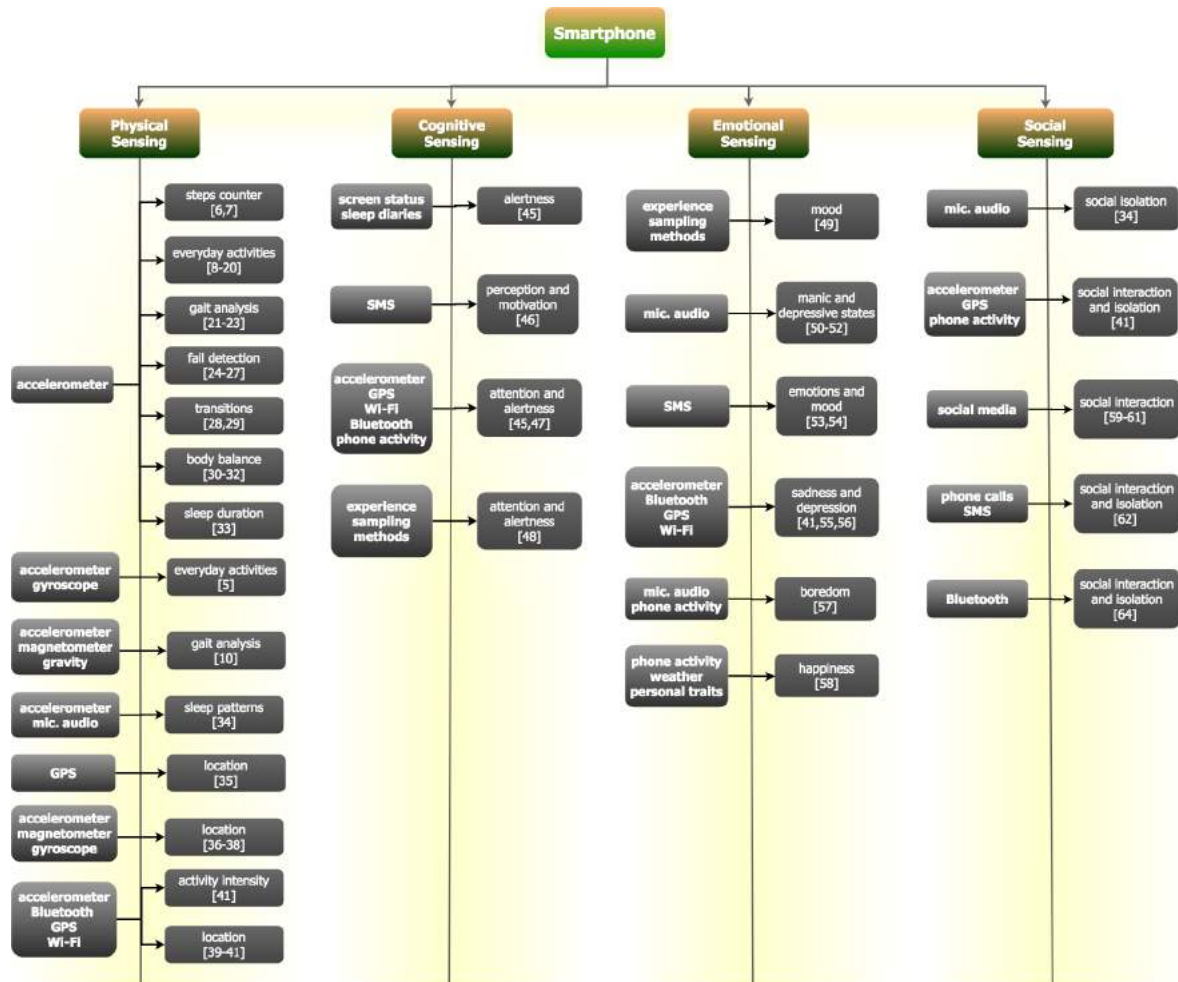 Smartphone
Physical
Sensing
Cognitive
Sensing
Emotional
Sensing
Social
Sensing
accelerometer
steps counter
[6,7]
everyday activities
[8-20]
gait analysis
[21-23]
fall detection
[24-27]
transitions
[28,29]
body balance
[30-32]
sleep duration
[33]
accelerometer
gyroscope
everyday activities
[5]
accelerometer
magnetometer
gravity
gait analysis
[10]
accelerometer
mic. audio
sleep patterns
[34]
GPS
location
[35]
accelerometer
magnetometer
gyroscope
location
[36-38]
accelerometer
Bluetooth
GPS
Wi-Fi
activity intensity
[41]
location
[39-41]
screen status
sleep diaries
alertness
[45]
SMS
perception and
motivation
[46]
accelerometer
GPS
Wi-Fi
Bluetooth
phone activity
attention and
alertness
[45,47]
experience
sampling
methods
attention and
alertness
[48]
experience
sampling
methods
mood
[49]
mic. audio
manic and
depressive states
[50-52]
SMS
emotions and
mood
[53,54]
accelerometer
Bluetooth
GPS
Wi-Fi
sadness and
depression
[41,55,56]
mic. audio
phone activity
boredom
[57]
phone activity
weather
personal traits
happiness
[58]
mic. audio
social isolation
[34]
accelerometer
GPS
phone activity
social interaction
and isolation
[41]
social media
social interaction
[59-61]
phone calls
SMS
social interaction
and isolation
[62]
Bluetooth
social interaction
and isolation
[64]